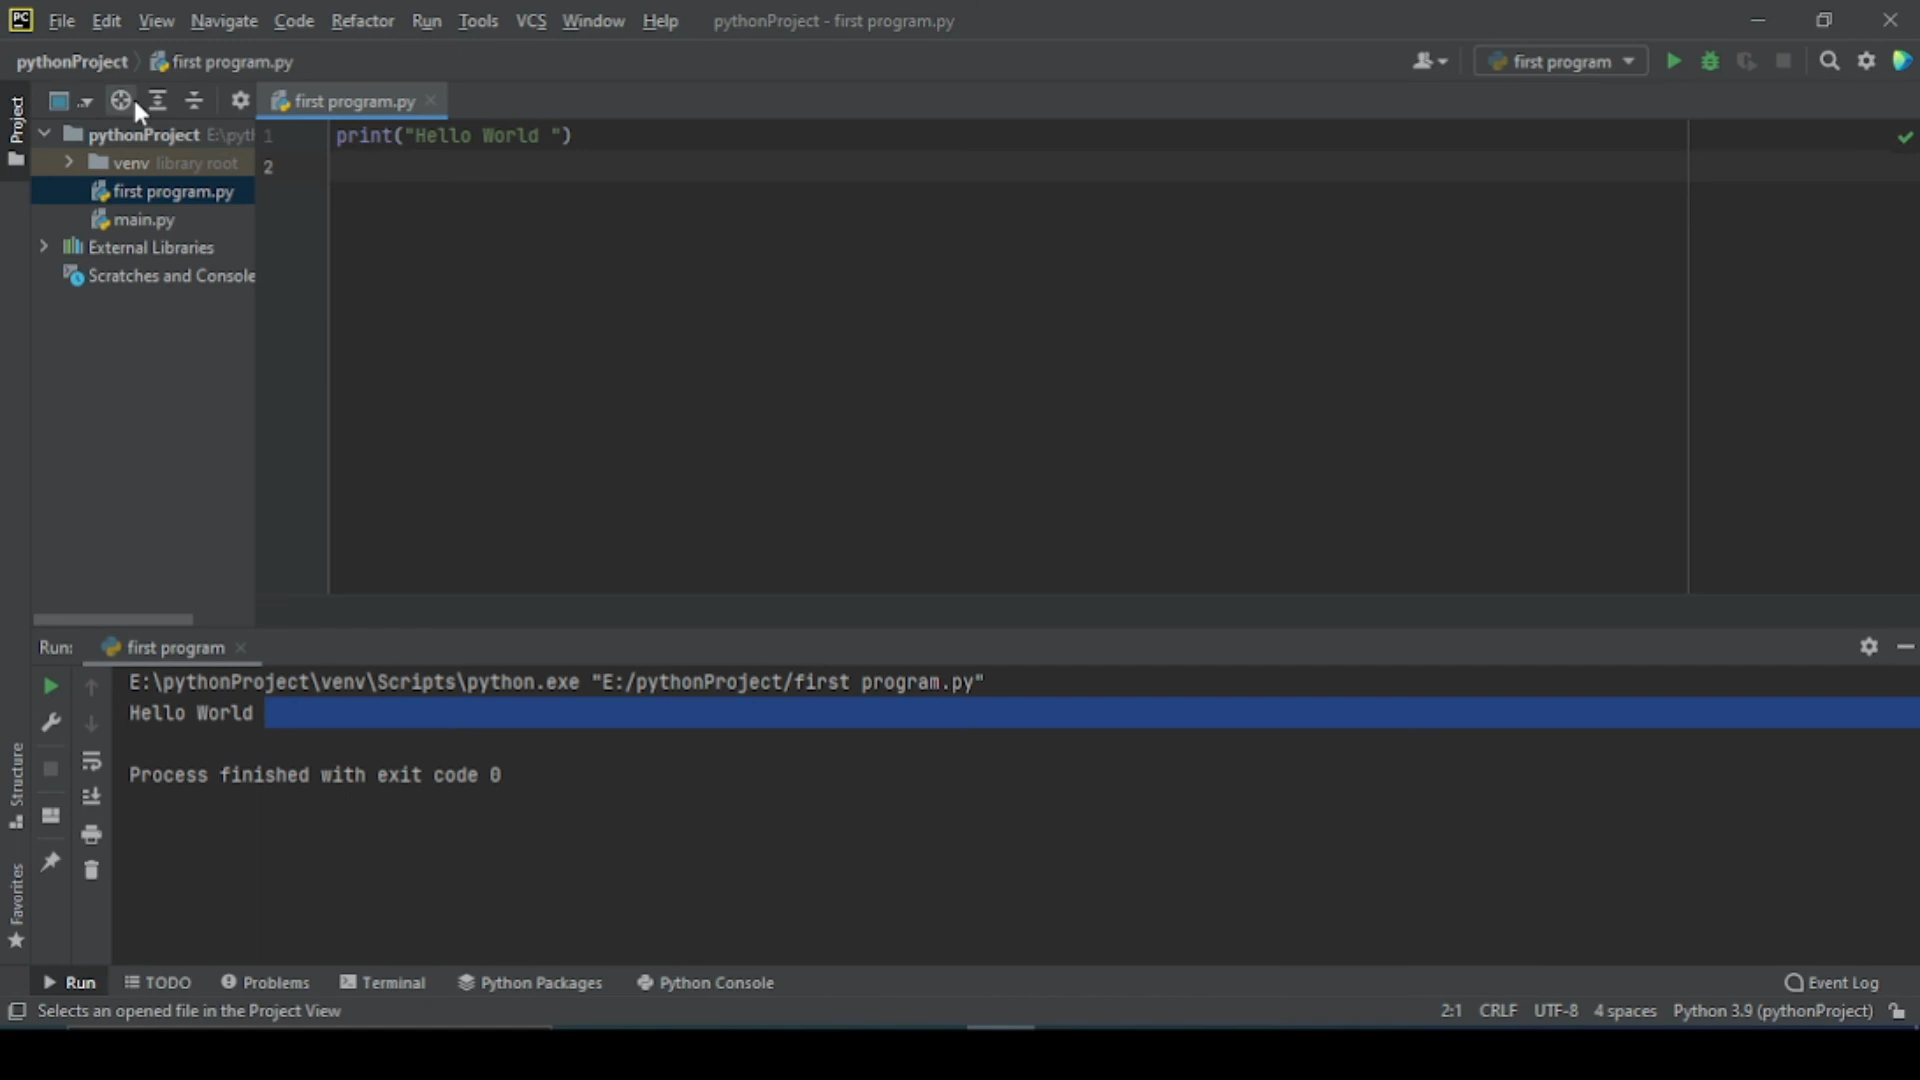 PC File Edit View Navigate Code Refactor Run Tools VCS Window Help pythonProject - first program.py
pythonProject first program.py first program
Project
first program.py
pythonProject E:\pyth
venv library root
first program.py
main.py
External Libraries
Scratches and Console
1 print("Hello World ")
2
Run: first program
E:\pythonProject\venv\Scripts\python.exe "E:/pythonProject/first program.py"
Hello World
Process finished with exit code 0
Structure
Favorites
Run TODO Problems Terminal Python Packages Python Console Event Log
Selects an opened file in the Project View 2:1 CRLF UTF-8 4 spaces Python 3.9 (pythonProject)